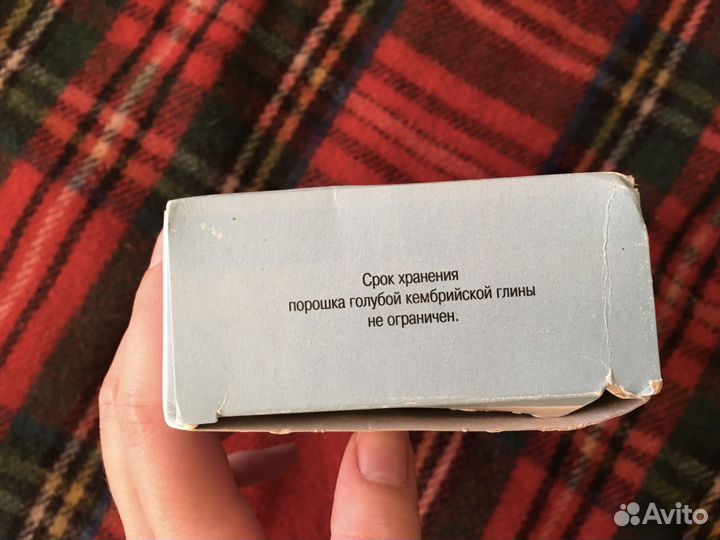 Срок хранения
порошка голубой кембрийской глины
не ограничен.
Avito